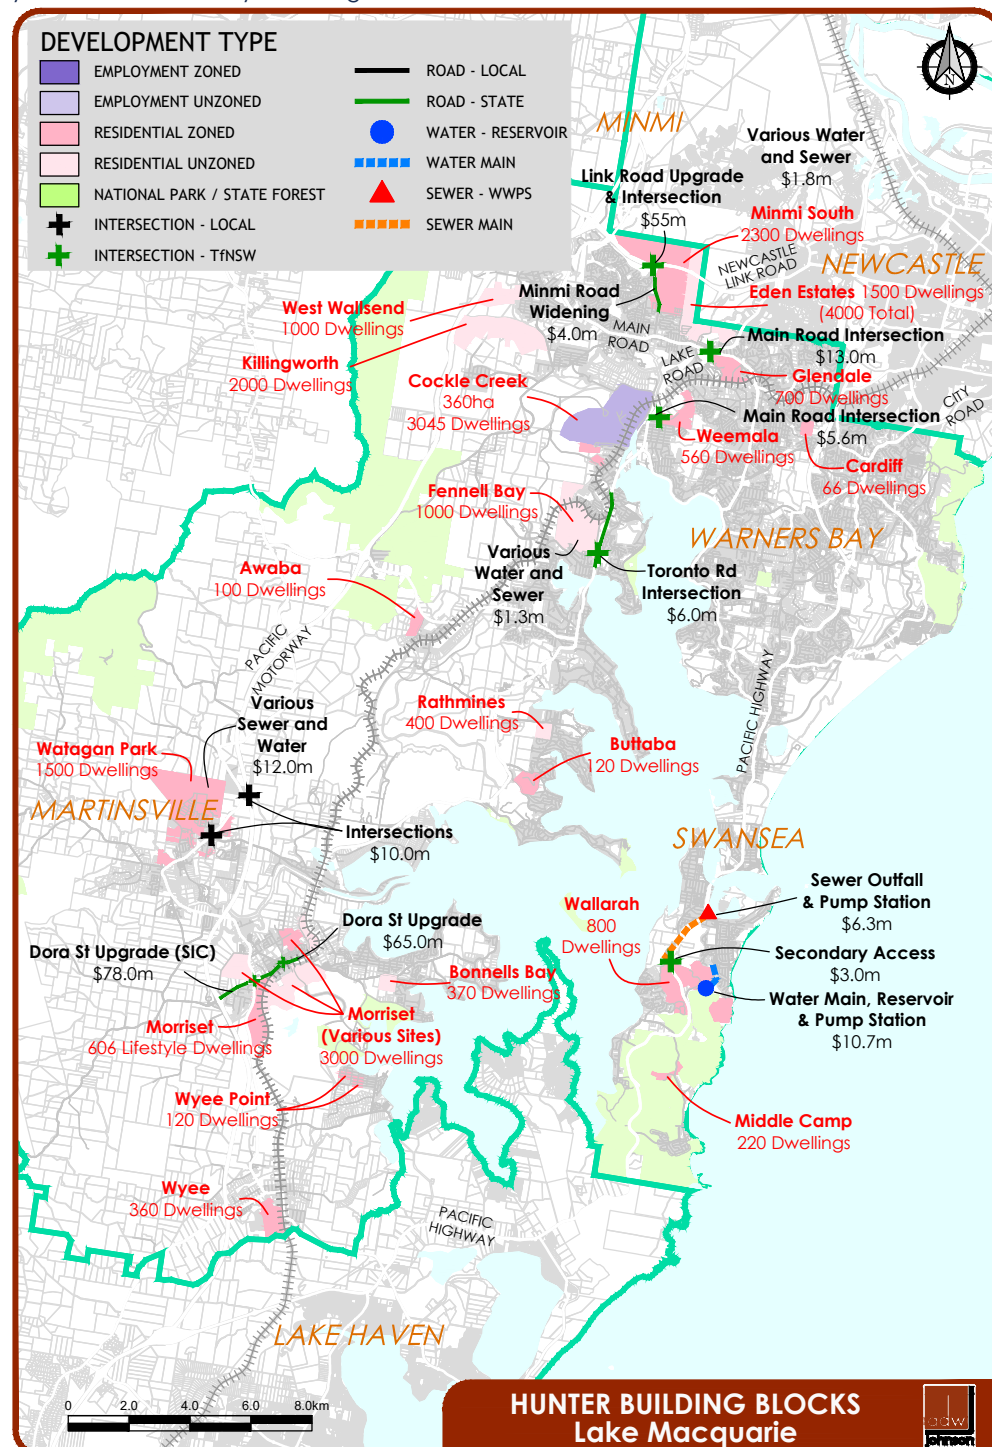 DEVELOPMENT TYPE
EMPLOYMENT ZONED
EMPLOYMENT UNZONED
RESIDENTIAL ZONED
RESIDENTIAL UNZONED
NATIONAL PARK / STATE FOREST
INTERSECTION - LOCAL
INTERSECTION - TfNSW
ROAD - LOCAL
ROAD - STATE
WATER - RESERVOIR
WATER MAIN
SEWER - WWPS
SEWER MAIN
N
MINMI
Various Water
and Sewer
$1.8m
Link Road Upgrade
& Intersection
$55m
Minmi South
2300 Dwellings
NEWCASTLE
LINK ROAD
NEWCASTLE
Eden Estates 1500 Dwellings
(4000 Total)
Minmi Road
Widening
$4.0m
MAIN
ROAD
LAKE
ROAD
Main Road Intersection
$13.0m
West Wallsend
1000 Dwellings
Killingworth
2000 Dwellings
Cockle Creek
360ha
3045 Dwellings
Glendale
700 Dwellings
CITY
ROAD
Main Road Intersection
$5.6m
Weemala
560 Dwellings
Cardiff
66 Dwellings
Fennell Bay
1000 Dwellings
WARNERS BAY
Various
Water and
Sewer
$1.3m
Toronto Rd
Intersection
$6.0m
Awaba
100 Dwellings
PACIFIC
MOTORWAY
PACIFIC HIGHWAY
Various
Sewer and
Water
$12.0m
Rathmines
400 Dwellings
Buttaba
120 Dwellings
Watagan Park
1500 Dwellings
MARTINSVILLE
Intersections
$10.0m
SWANSEA
Sewer Outfall
& Pump Station
$6.3m
Wallarah
800
Dwellings
Secondary Access
$3.0m
Water Main, Reservoir
& Pump Station
$10.7m
Dora St Upgrade
$65.0m
Dora St Upgrade (SIC)
$78.0m
Bonnells Bay
370 Dwellings
Morriset
606 Lifestyle Dwellings
Morriset
(Various Sites)
3000 Dwellings
Wyee Point
120 Dwellings
Middle Camp
220 Dwellings
Wyee
360 Dwellings
PACIFIC
HIGHWAY
LAKE HAVEN
0 2.0 4.0 6.0 8.0km
HUNTER BUILDING BLOCKS
Lake Macquarie
adw
johnson